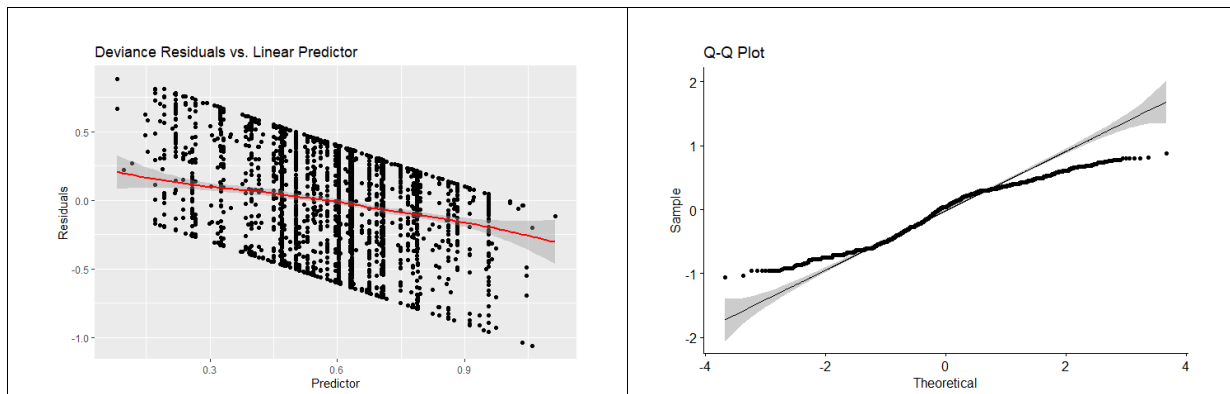 Deviance Residuals vs. Linear Predictor
0.5
0.0
-0.5
-1.0
Residuals
0.3
0.6
0.9
Predictor
Q-Q Plot
2
1
0
-1
-2
Sample
-4
-2
0
2
4
Theoretical